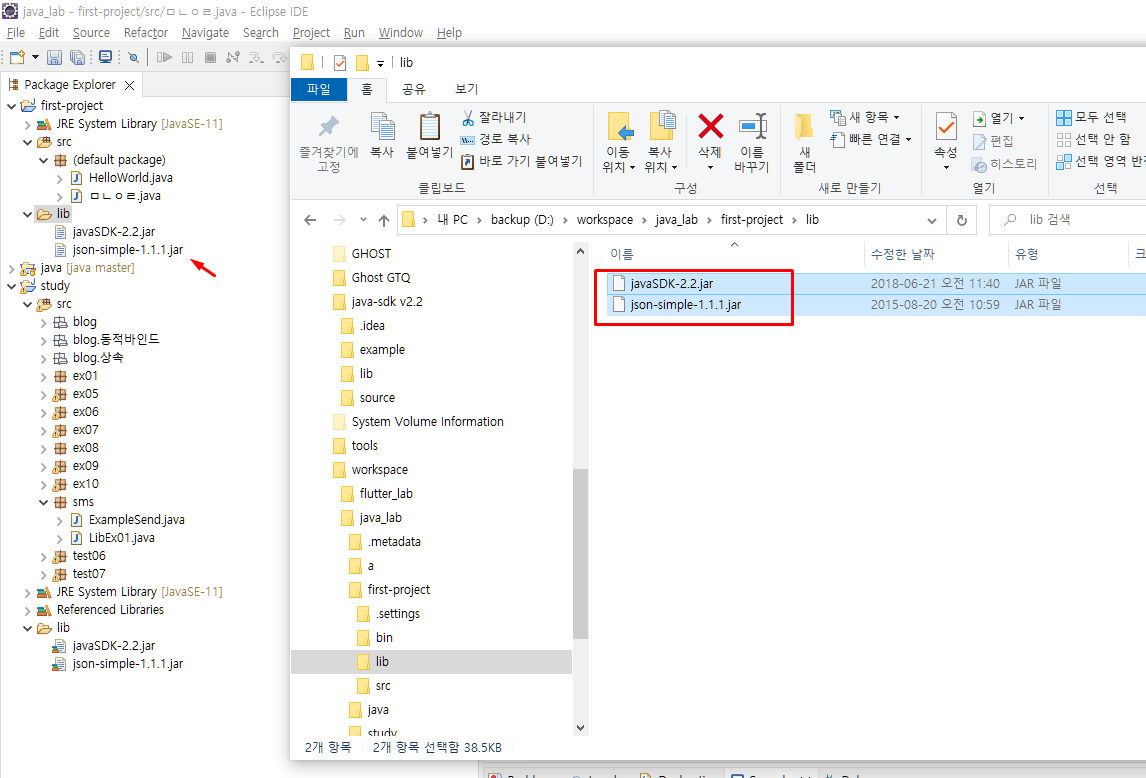 java_lab - first-project/src/ㅁㄴㅇㄹ.java - Eclipse IDE
File Edit Source Refactor Navigate Search Project Run Window Help
Package Explorer
first-project
JRE System Library [JavaSE-11]
src
(default package)
HelloWorld.java
ㅁㄴㅇㄹ.java
lib
javaSDK-2.2.jar
json-simple-1.1.1.jar
java [java master]
study
src
blog
blog.동적바인드
blog.상속
ex01
ex05
ex06
ex07
ex08
ex09
ex10
sms
ExampleSend.java
LibEx01.java
test06
test07
JRE System Library [JavaSE-11]
Referenced Libraries
lib
javaSDK-2.2.jar
json-simple-1.1.1.jar
lib
파일 홈 공유 보기
즐겨찾기에
고정
복사
붙여넣기
잘라내기
경로 복사
바로 가기 붙여넣기
클립보드
이동
위치
복사
위치
삭제
이름
바꾸기
구성
새
폴더
새 항목
빠른 연결
새로 만들기
속성
열기
편집
히스토리
열기
모두 선택
선택 안 함
선택 영역
선택
내 PC > backup (D:) > workspace > java_lab > first-project > lib
lib 검색
GHOST
Ghost GTQ
java-sdk v2.2
.idea
example
lib
source
System Volume Information
tools
workspace
flutter_lab
java_lab
.metadata
a
first-project
.settings
bin
lib
src
java
study
이름 수정한 날짜 유형
javaSDK-2.2.jar 2018-06-21 오전 11:40 JAR 파일
json-simple-1.1.1.jar 2015-08-20 오전 10:59 JAR 파일
2개 항목 2개 항목 선택함 38.5KB